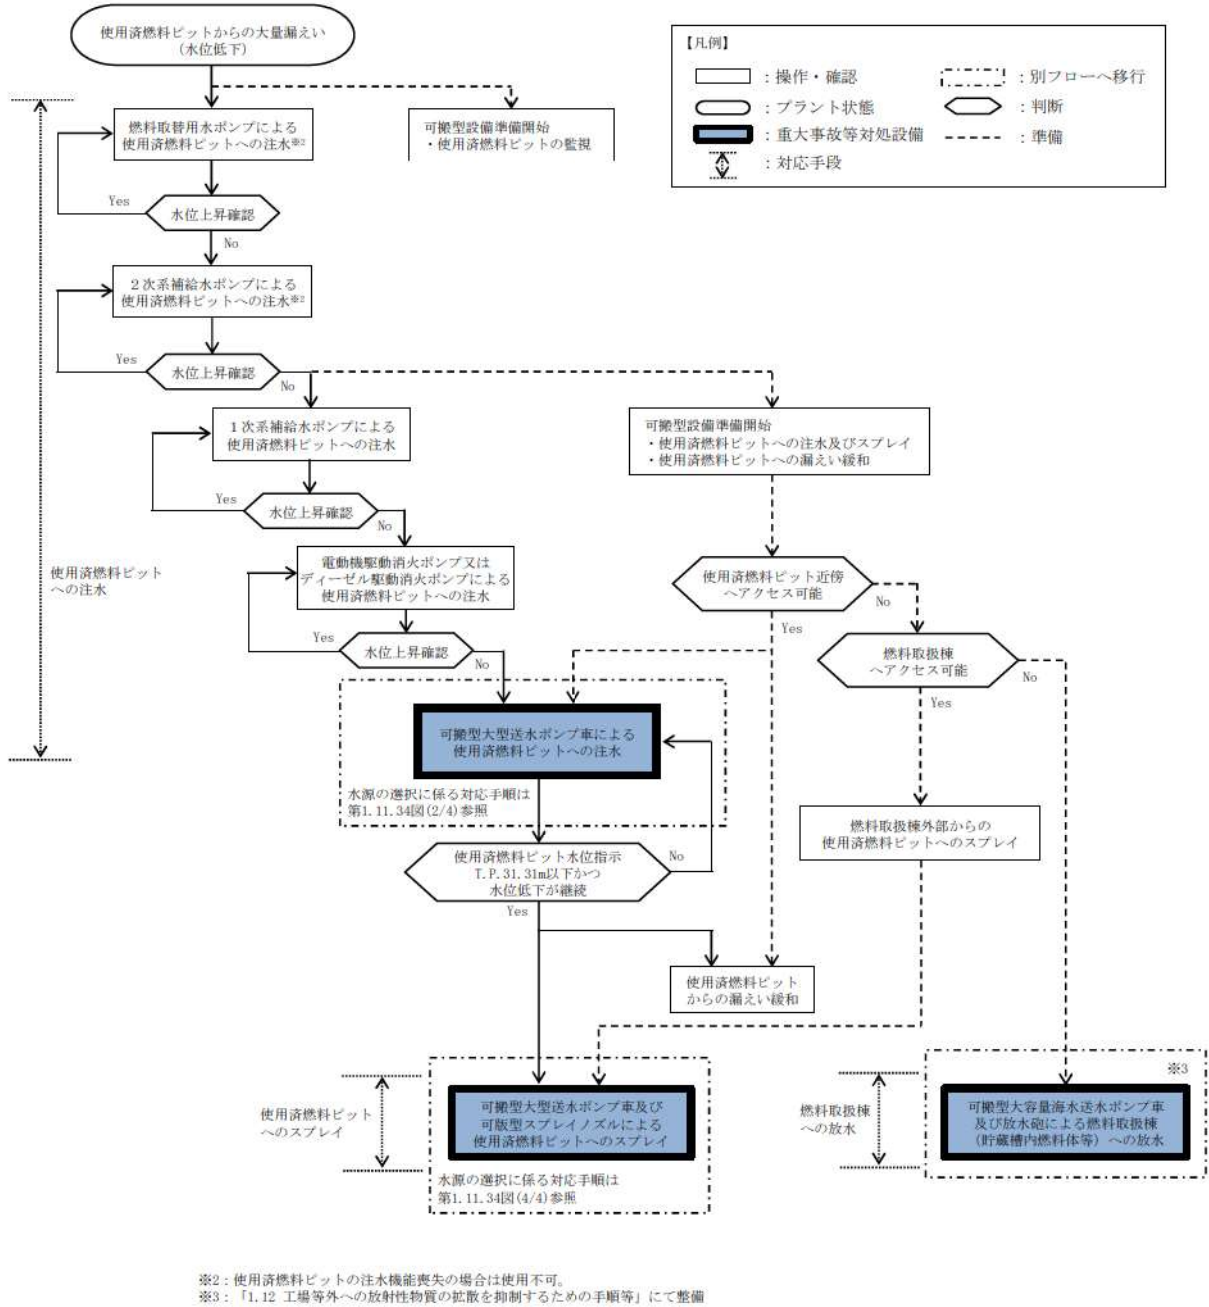 使用済燃料ピットからの大量漏えい
(水位低下)
【凡例】
：操作・確認
：別フローへ移行
：プラント状態
：判断
：重大事故等対処設備
：準備
：対応手段
燃料取替用水ポンプによる
使用済燃料ピットへの注水※2
可搬型設備準備開始
・使用済燃料ピットの監視
Yes
水位上昇確認
No
２次系補給水ポンプによる
使用済燃料ピットへの注水※2
Yes
水位上昇確認
No
１次系補給水ポンプによる
使用済燃料ピットへの注水
可搬型設備準備開始
・使用済燃料ピットへの注水及びスプレイ
・使用済燃料ピットへの漏えい緩和
Yes
水位上昇確認
No
使用済燃料ピット
への注水
電動機駆動消火ポンプ又は
ディーゼル駆動消火ポンプによる
使用済燃料ピットへの注水
使用済燃料ピット近傍
へアクセス可能
No
Yes
Yes
水位上昇確認
No
燃料取扱棟
へアクセス可能
No
Yes
可搬型大型送水ポンプ車による
使用済燃料ピットへの注水
水源の選択に係る対応手順は
第1.11.34図(2/4)参照
燃料取扱棟外部からの
使用済燃料ピットへのスプレイ
使用済燃料ピット水位指示
T.P.31.31m以下かつ
水位低下が継続
No
Yes
使用済燃料ピット
からの漏えい緩和
使用済燃料ピット
へのスプレイ
可搬型大型送水ポンプ車及び
可版型スプレイノズルによる
使用済燃料ピットへのスプレイ
水源の選択に係る対応手順は
第1.11.34図(4/4)参照
燃料取扱棟
への放水
※3
可搬型大容量海水送水ポンプ車
及び放水砲による燃料取扱棟
(貯蔵槽内燃料体等）への放水
※2：使用済燃料ピットの注水機能喪失の場合は使用不可。
※3：「1.12 工場等外への放射性物質の拡散を抑制するための手順等」にて整備